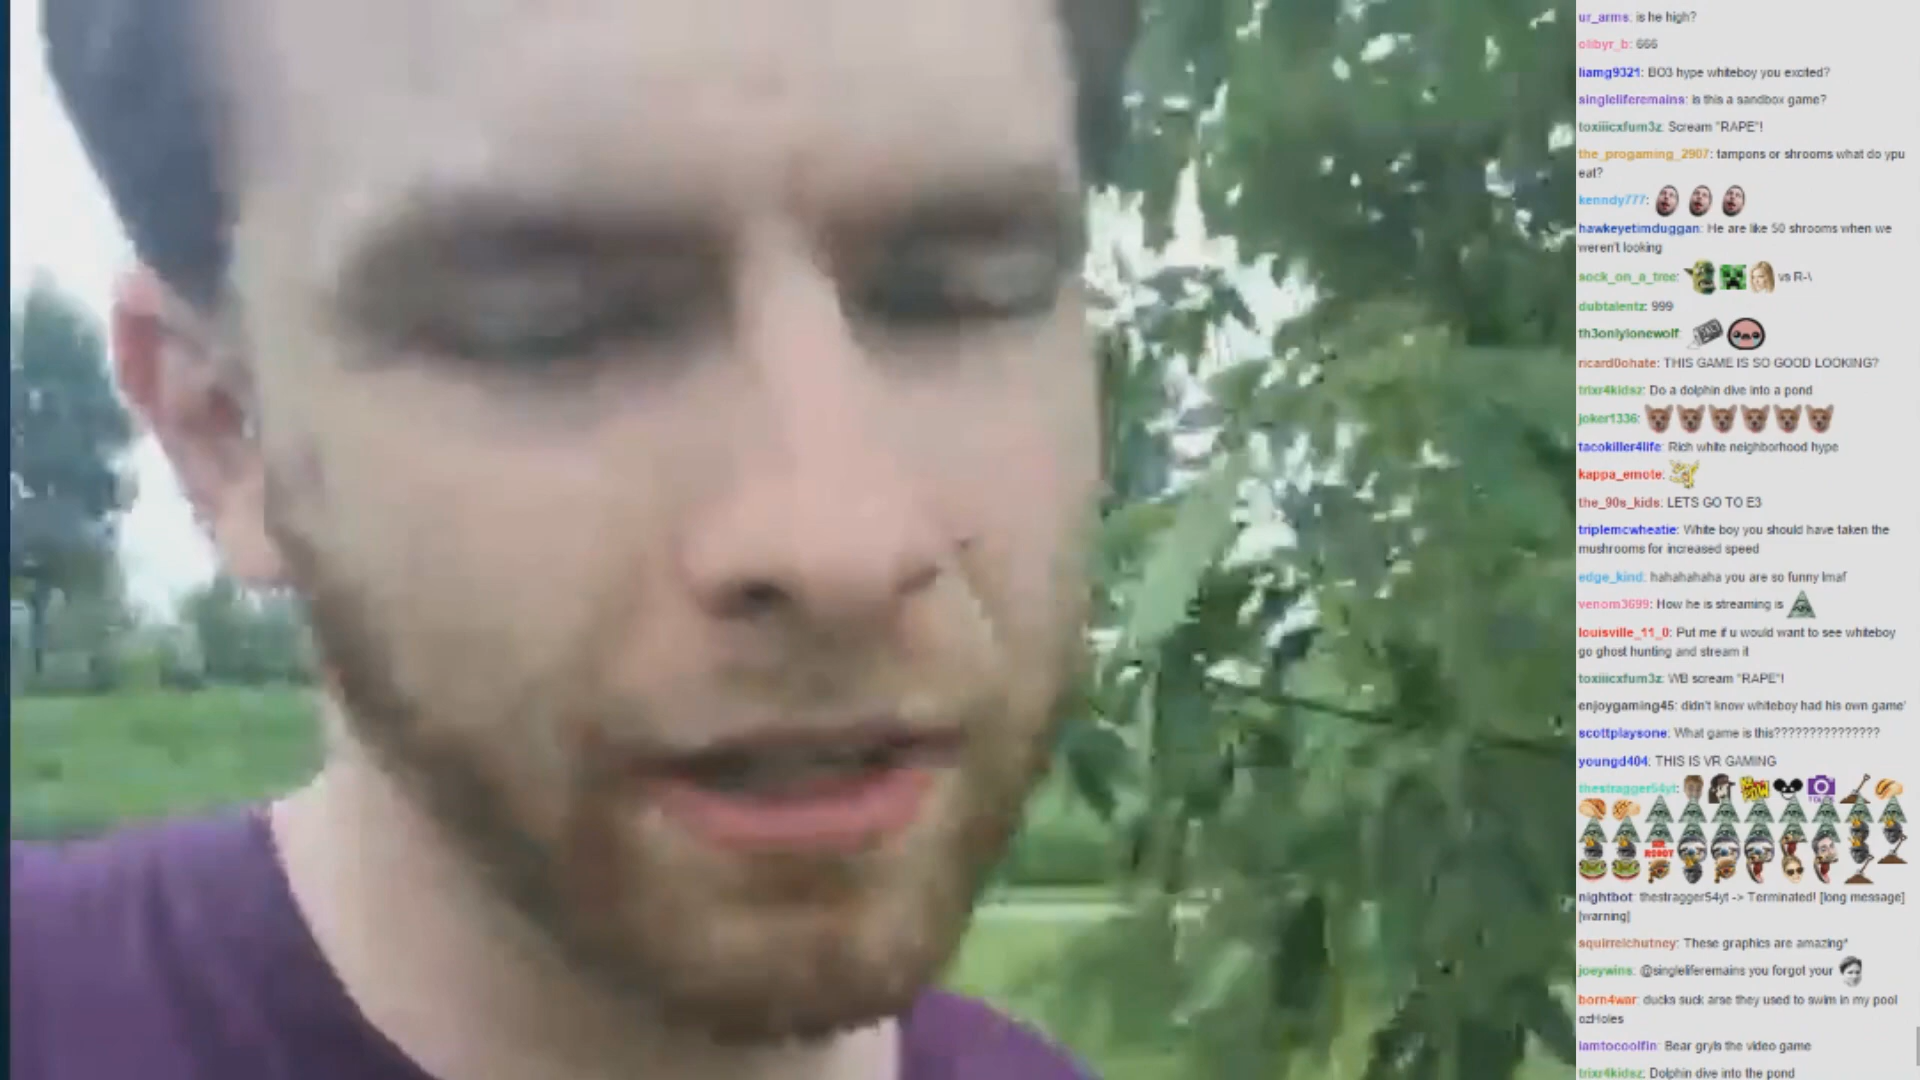 ur_arms: is he high?
olibyr_b: 666
liamg9321: BO3 hype whiteboy you excited?
singleliferemains: is this a sandbox game?
toxiiicxfum3z: Scream "RAPE"!
the_progaming_2907: tampons or shrooms what do ypu
eat?
kenndy777:
hawkeyetimduggan: He are like 50 shrooms when we
weren't looking
sock_on_a_tree: vs R-\
dubtalentz: 999
th3onlylonewolf:
ricard0ohate: THIS GAME IS SO GOOD LOOKING?
trixr4kidsz: Do a dolphin dive into a pond
joker1336:
tacokiller4life: Rich white neighborhood hype
kappa_emote:
the_90s_kids: LETS GO TO E3
triplemcwheatie: White boy you should have taken the
mushrooms for increased speed
edge_kind: hahahahaha you are so funny lmaf
venom3699: How he is streaming is
louisville_11_0: Put me if u would want to see whiteboy
go ghost hunting and stream it
toxiiicxfum3z: WB scream "RAPE"!
enjoygaming45: didn't know whiteboy had his own game'
scottplaysone: What game is this???????????????
youngd404: THIS IS VR GAMING
thestragger54yt:
nightbot: thestragger54yt -> Terminated! [long message]
[warning]
squirrelchutney: These graphics are amazing*
joeywins: @singleliferemains you forgot your
born4war: ducks suck arse they used to swim in my pool
ozHoles
iamtocoolfin: Bear gryls the video game
trixr4kidsz: Dolphin dive into the pond